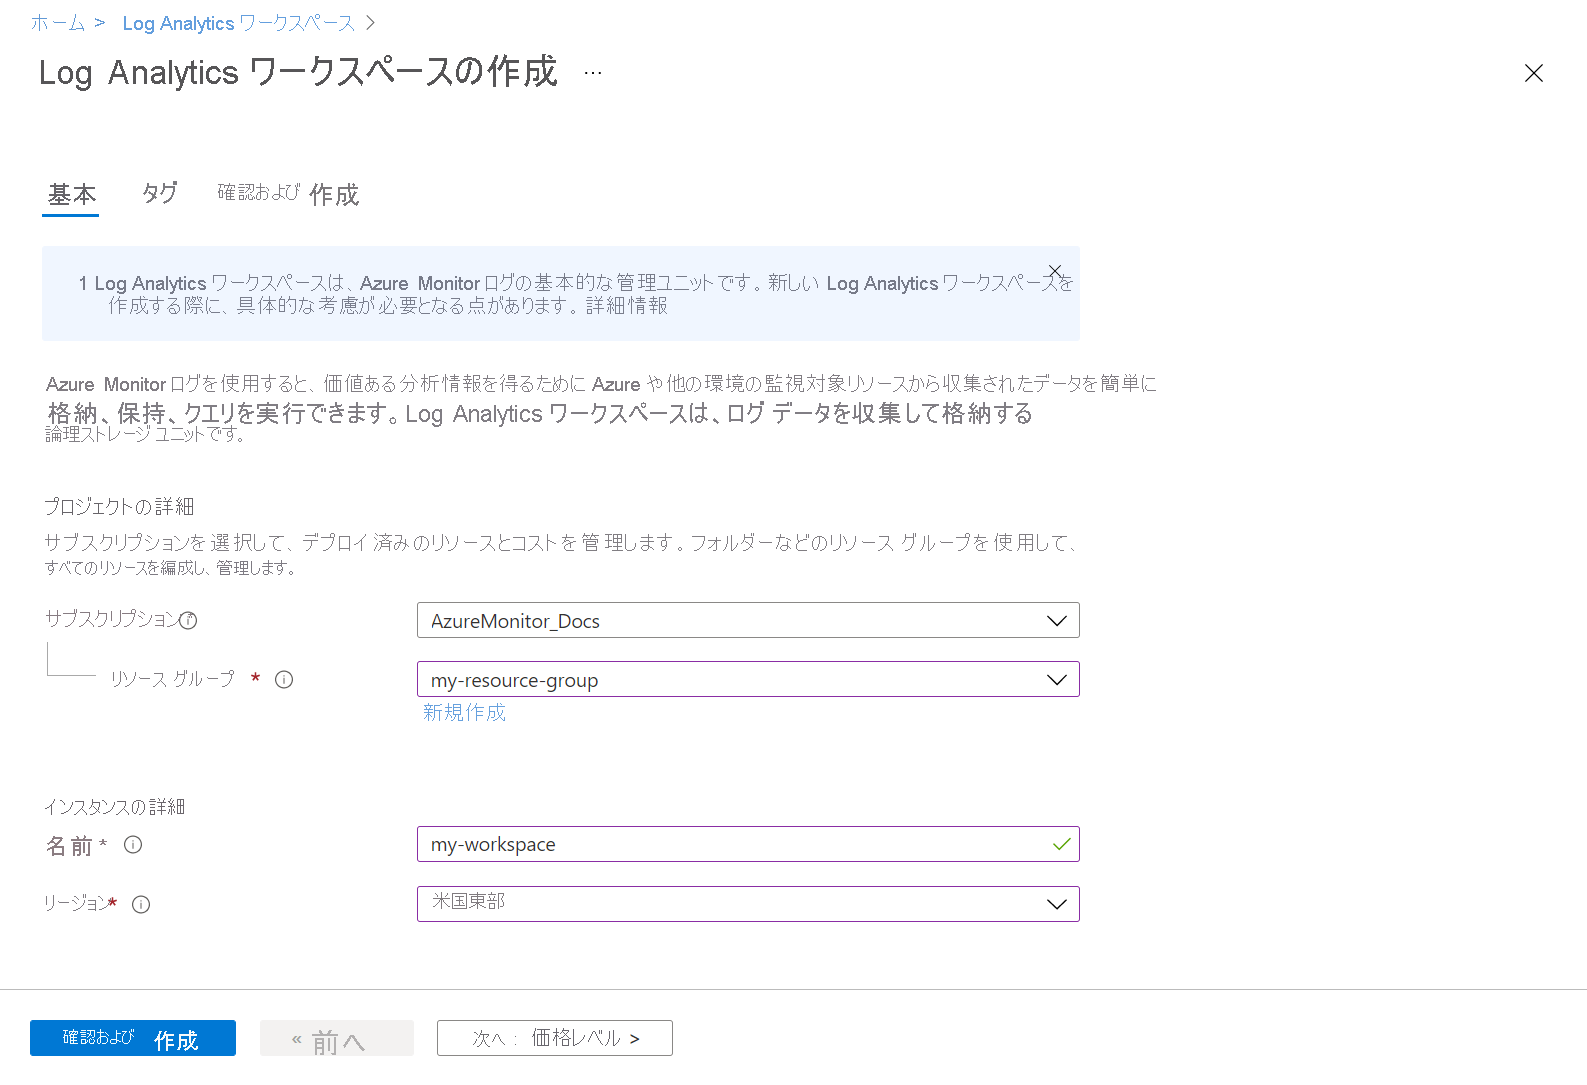 ホーム > Log Analytics ワークスペース >
Log Analytics ワークスペースの作成 ...
基本 タグ 確認および 作成
1 Log Analytics ワークスペースは、Azure Monitor ログの基本的な管理ユニットです。新しい Log Analytics ワークスペースを
作成する際に、具体的な考慮が必要となる点があります。詳細情報
Azure Monitor ログを使用すると、価値ある分析情報を得るために Azure や他の環境の監視対象リソースから収集されたデータを簡単に
格納、保持、クエリを実行できます。Log Analytics ワークスペースは、ログ データを収集して格納する
論理ストレージ ユニットです。
プロジェクトの詳細
サブスクリプションを選択して、デプロイ済みのリソースとコストを管理します。フォルダーなどのリソース グループを使用して、
すべてのリソースを編成し、管理します。
サブスクリプション AzureMonitor_Docs
リソース グループ * my-resource-group
新規作成
インスタンスの詳細
名前 * my-workspace
リージョン* 米国東部
確認および 作成 « 前へ 次へ : 価格レベル >